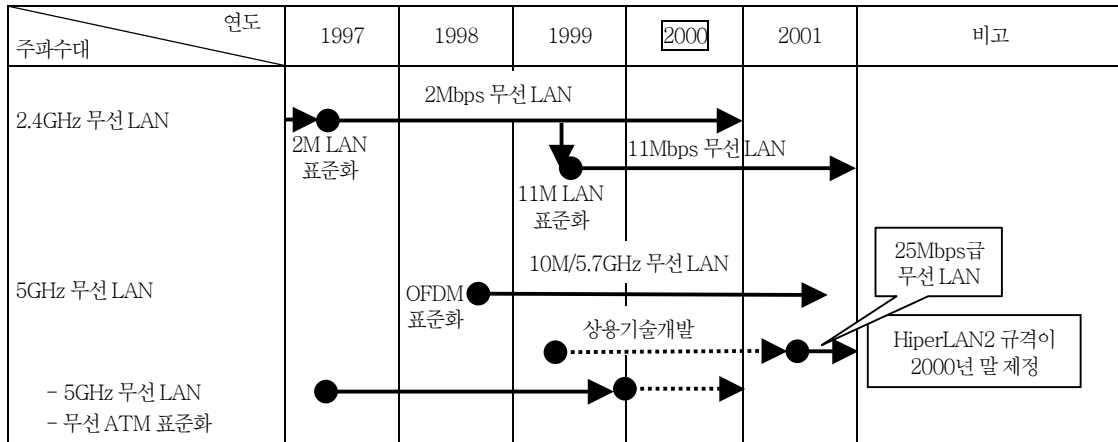 연도
주파수대
1997
1998
1999
2000
2001
비고
2.4GHz 무선 LAN
2Mbps 무선 LAN
2M LAN
표준화
11Mbps 무선 LAN
11M LAN
표준화
5GHz 무선 LAN
10M/5.7GHz 무선 LAN
OFDM
표준화
25Mbps급
무선 LAN
상용기술개발
HiperLAN2 규격이
2000년 말 제정
- 5GHz 무선 LAN
- 무선 ATM 표준화